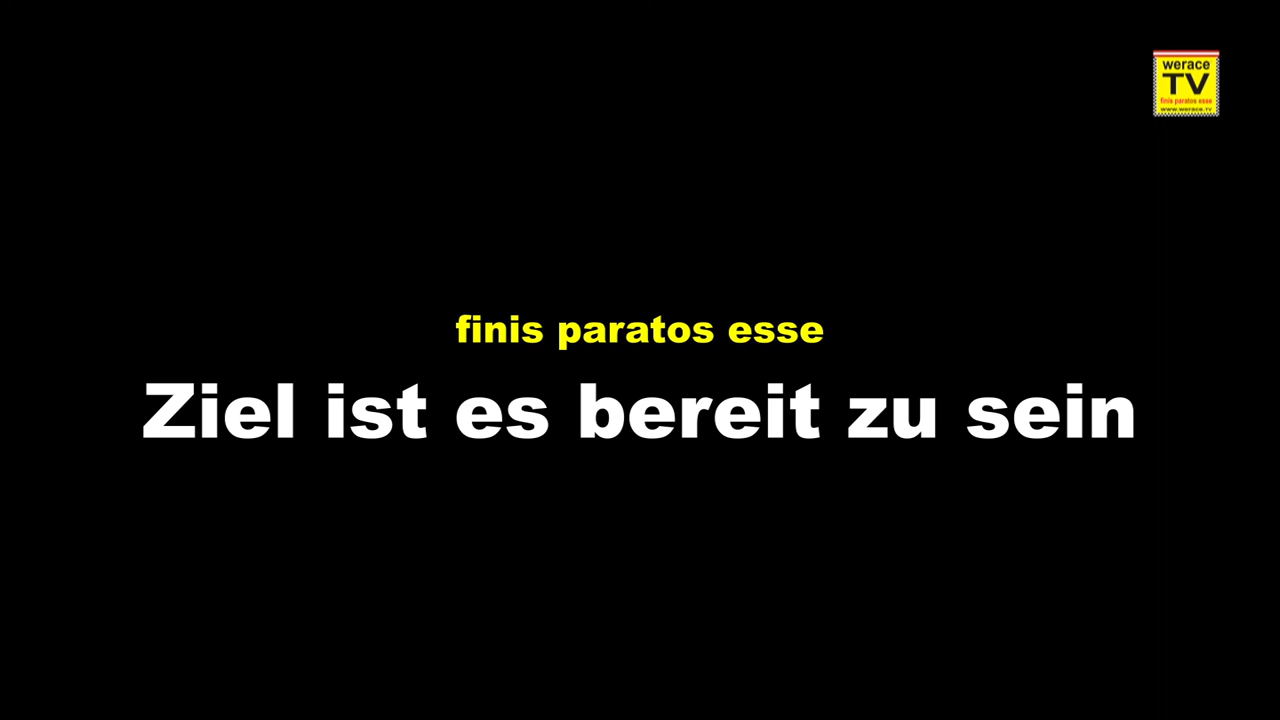 werace
TV
finis paratos esse
www.werace.TV
finis paratos esse
Ziel ist es bereit zu sein